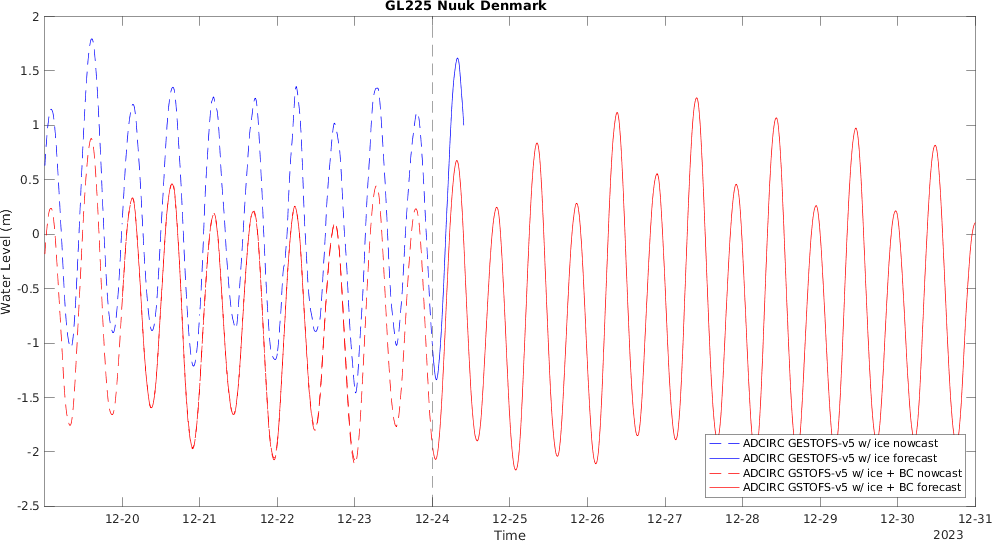 GL225 Nuuk Denmark
2
1.5
1
0.5
0
-0.5
-1
-1.5
-2
-2.5
Water Level (m)
ADCIRC GESTOFS-v5 w/ ice nowcast
ADCIRC GESTOFS-v5 w/ ice forecast
ADCIRC GSTOFS-v5 w/ ice + BC nowcast
ADCIRC GSTOFS-v5 w/ ice + BC forecast
12-20 12-21 12-22 12-23 12-24 12-25 12-26 12-27 12-28 12-29 12-30 12-31
Time
2023